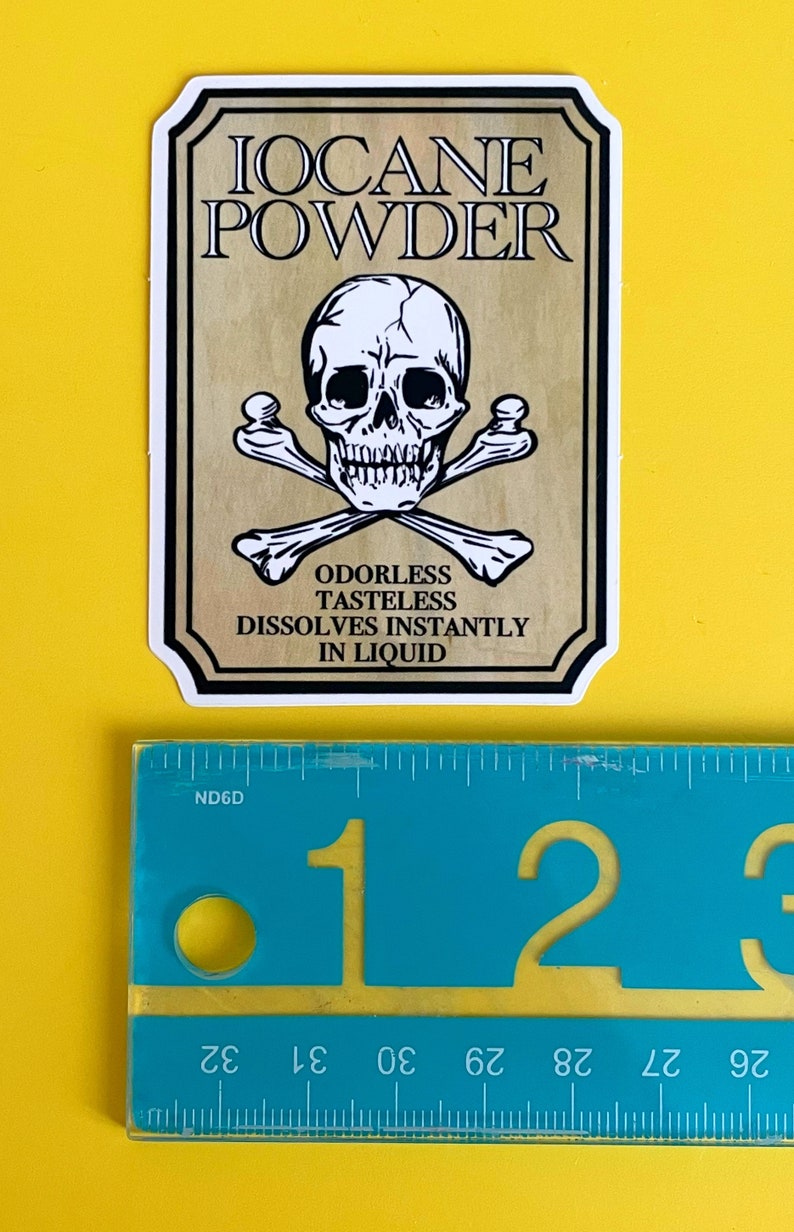 IOCANE
POWDER
ODORLESS
TASTELESS
DISSOLVES INSTANTLY
IN LIQUID
ND6D
1 2 3
32 31 30 29 28 27 26